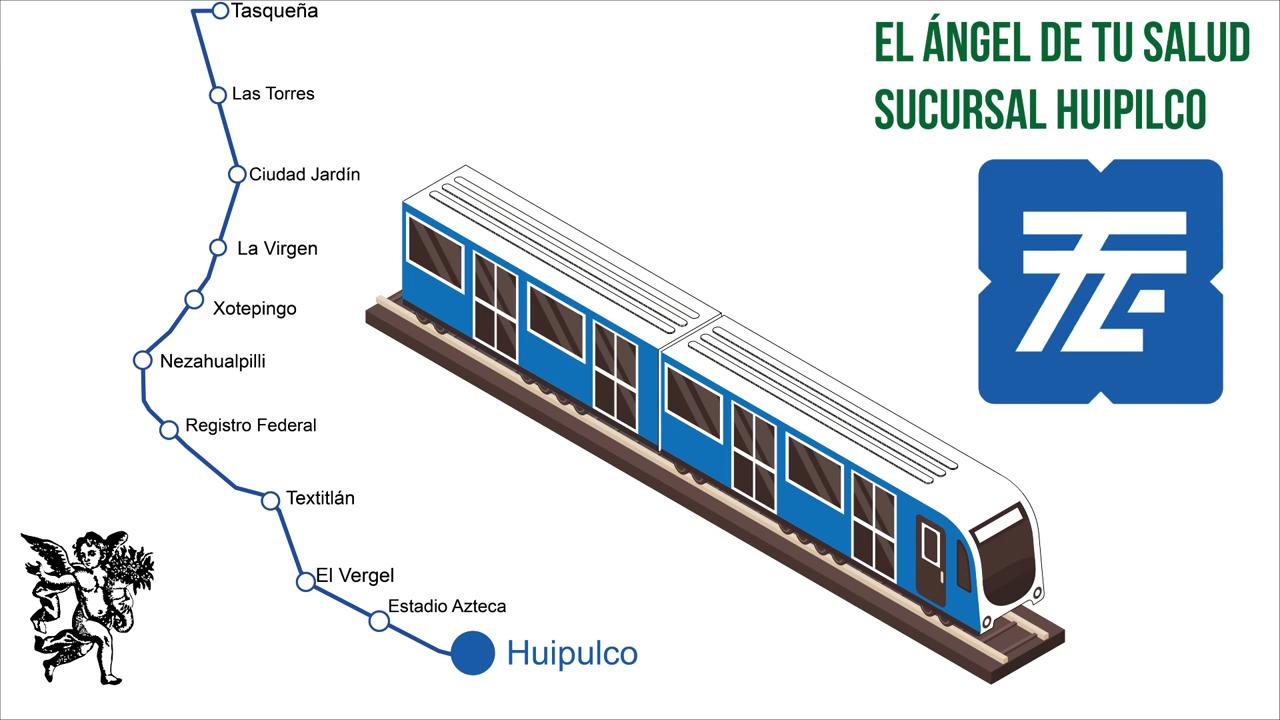 Tasqueña
Las Torres
Ciudad Jardín
La Virgen
Xotepingo
Nezahualpilli
Registro Federal
Textitlán
El Vergel
Estadio Azteca
Huipulco
EL ÁNGEL DE TU SALUD
SUCURSAL HUIPILCO